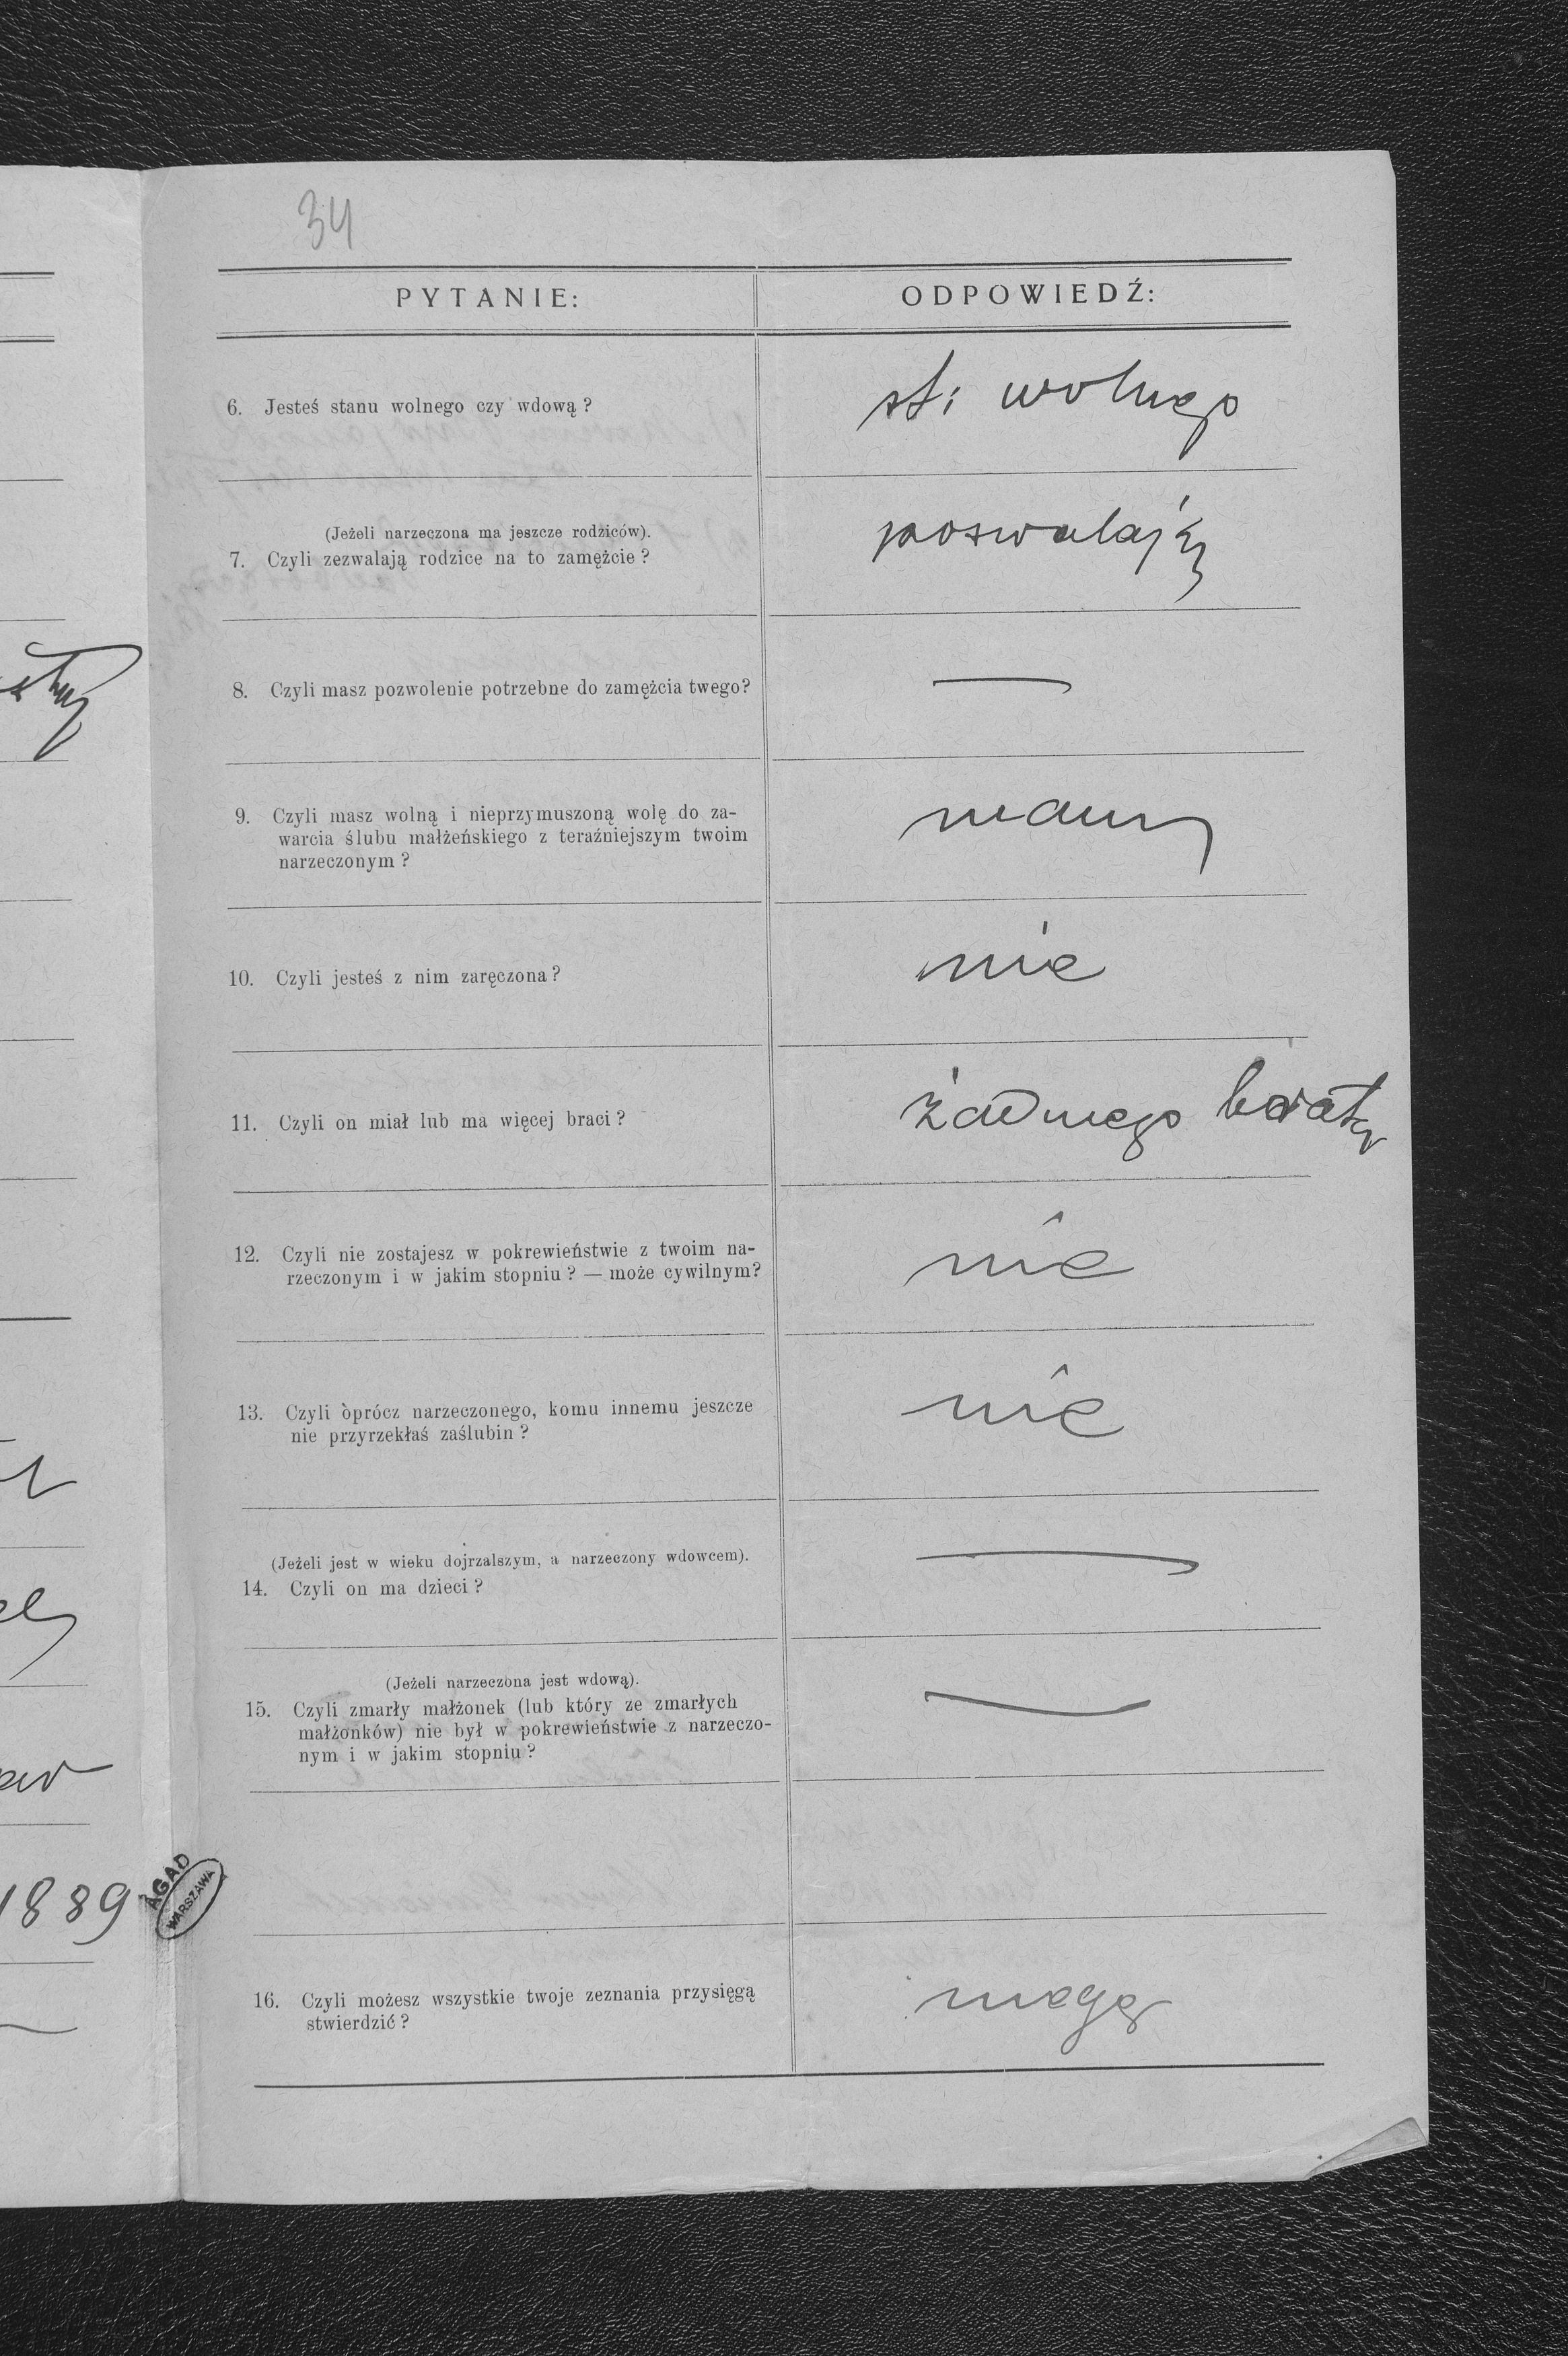 34
PYTANIE:
ODPOWIEDŹ:
6. Jesteś stanu wolnego czy wdową?
st. wolnego
(Jeżeli narzeczona ma jeszcze rodziców).
7. Czyli zezwalają rodzice na to zamężcie?
poswalają
8. Czyli masz pozwolenie potrzebne do zamężcia twego?
—
9. Czyli masz wolną i nieprzymuszoną wolę do za-
warcia ślubu małżeńskiego z teraźniejszym twoim
narzeczonym?
mam
10. Czyli jesteś z nim zaręczona?
nie
11. Czyli on miał lub ma więcej braci?
żadnego brata
12. Czyli nie zostajesz w pokrewieństwie z twoim na-
rzeczonym i w jakim stopniu? — może cywilnym?
nie
13. Czyli oprócz narzeczonego, komu innemu jeszcze
nie przyrzekłaś zaślubin?
nie
(Jeżeli jest w wieku dojrzalszym, a narzeczony wdowcem).
14. Czyli on ma dzieci?
—
(Jeżeli narzeczona jest wdową).
15. Czyli zmarły małżonek (lub który ze zmarłych
małżonków) nie był w pokrewieństwie z narzeczo-
nym i w jakim stopniu?
—
1889
AGAD
WARSZAWA
16. Czyli możesz wszystkie twoje zeznania przysięgą
stwierdzić?
mogę